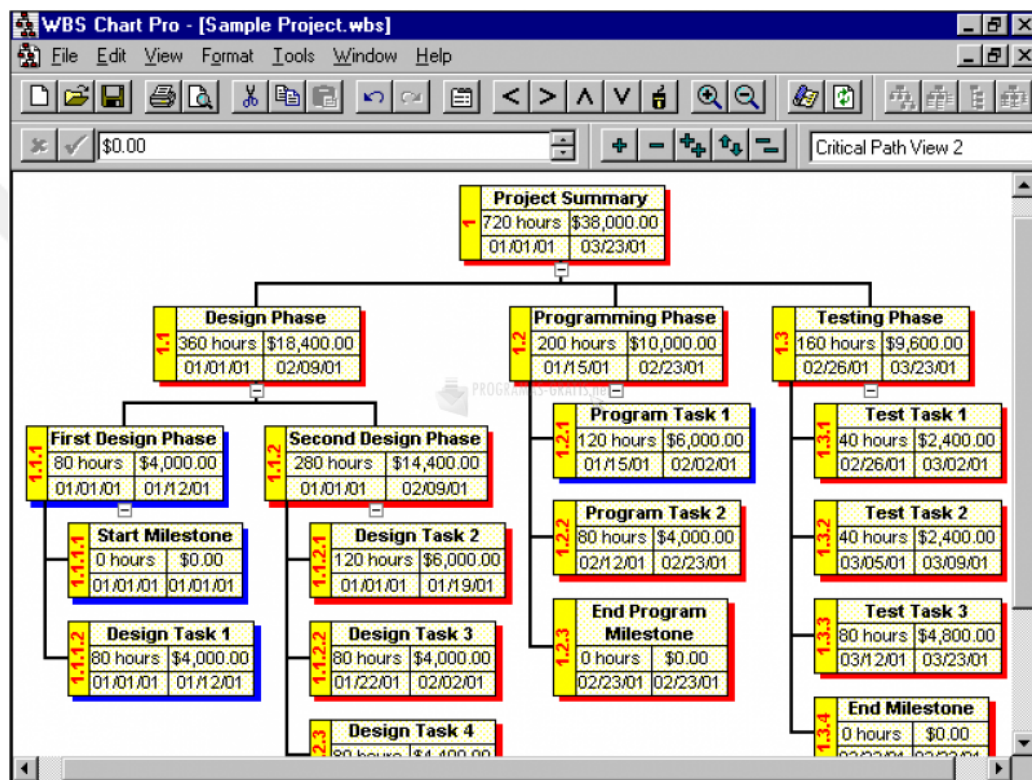 WBS Chart Pro - [Sample Project.wbs]
File Edit View Format Tools Window Help
$0.00
Critical Path View 2
1
Project Summary
720 hours $38,000.00
01/01/01 03/23/01
1.1
Design Phase
360 hours $18,400.00
01/01/01 02/09/01
1.2
Programming Phase
200 hours $10,000.00
01/15/01 02/23/01
1.3
Testing Phase
160 hours $9,600.00
02/26/01 03/23/01
PROGRAMAS-GRATIS.NET
1.1.1
First Design Phase
80 hours $4,000.00
01/01/01 01/12/01
1.1.1.1
Start Milestone
0 hours $0.00
01/01/01 01/01/01
1.1.1.2
Design Task 1
80 hours $4,000.00
01/01/01 01/12/01
1.1.2
Second Design Phase
280 hours $14,400.00
01/01/01 02/09/01
1.1.2.1
Design Task 2
120 hours $6,000.00
01/01/01 01/19/01
1.1.2.2
Design Task 3
80 hours $4,000.00
01/22/01 02/02/01
2.3
Design Task 4
80 hours $4,400.00
1.2.1
Program Task 1
120 hours $6,000.00
01/15/01 02/02/01
1.2.2
Program Task 2
80 hours $4,000.00
02/12/01 02/23/01
1.2.3
End Program
Milestone
0 hours $0.00
02/23/01 02/23/01
1.3.1
Test Task 1
40 hours $2,400.00
02/26/01 03/02/01
1.3.2
Test Task 2
40 hours $2,400.00
03/05/01 03/09/01
1.3.3
Test Task 3
80 hours $4,800.00
03/12/01 03/23/01
1.3.4
End Milestone
0 hours $0.00